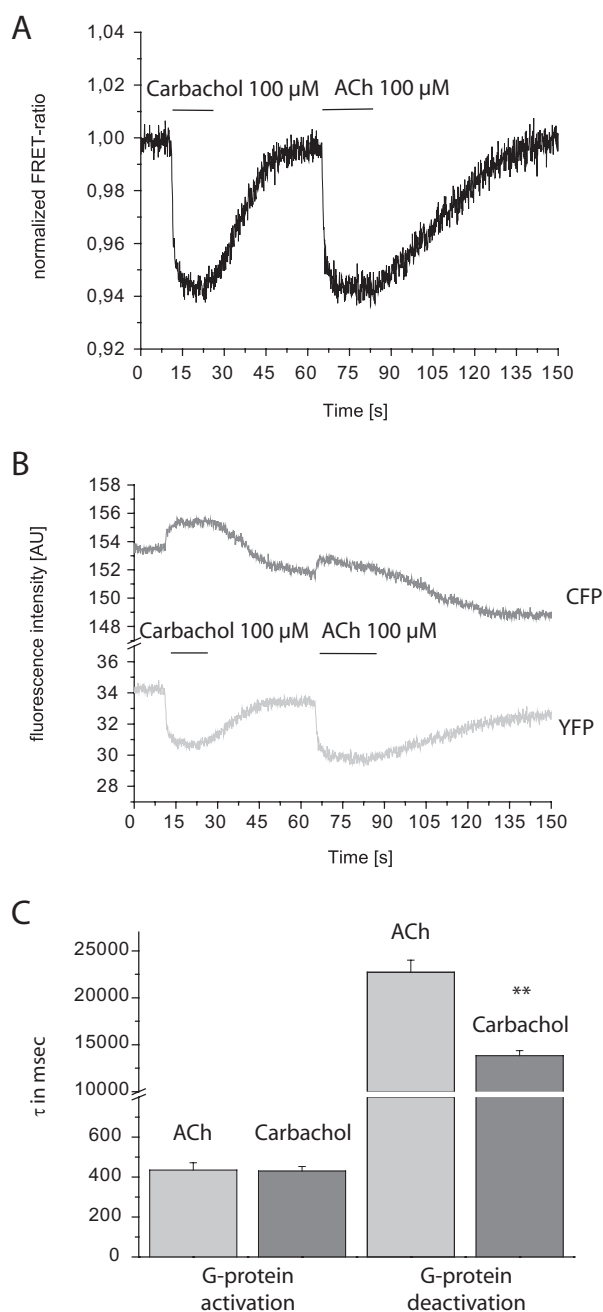 A
normalized FRET-ratio
1,04
1,02
1,00
0,98
0,96
0,94
0,92
Carbachol 100 µM ACh 100 µM
0 15 30 45 60 75 90 105 120 135 150
Time [s]
B
fluorescence intensity [AU]
158
156
154
152
150
148
CFP
Carbachol 100 µM ACh 100 µM
36
34
32
30
28
YFP
0 15 30 45 60 75 90 105 120 135 150
Time [s]
C
τ in msec
25000
20000
15000
10000
600
400
200
0
ACh
**
Carbachol
ACh Carbachol
G-protein activation
G-protein deactivation